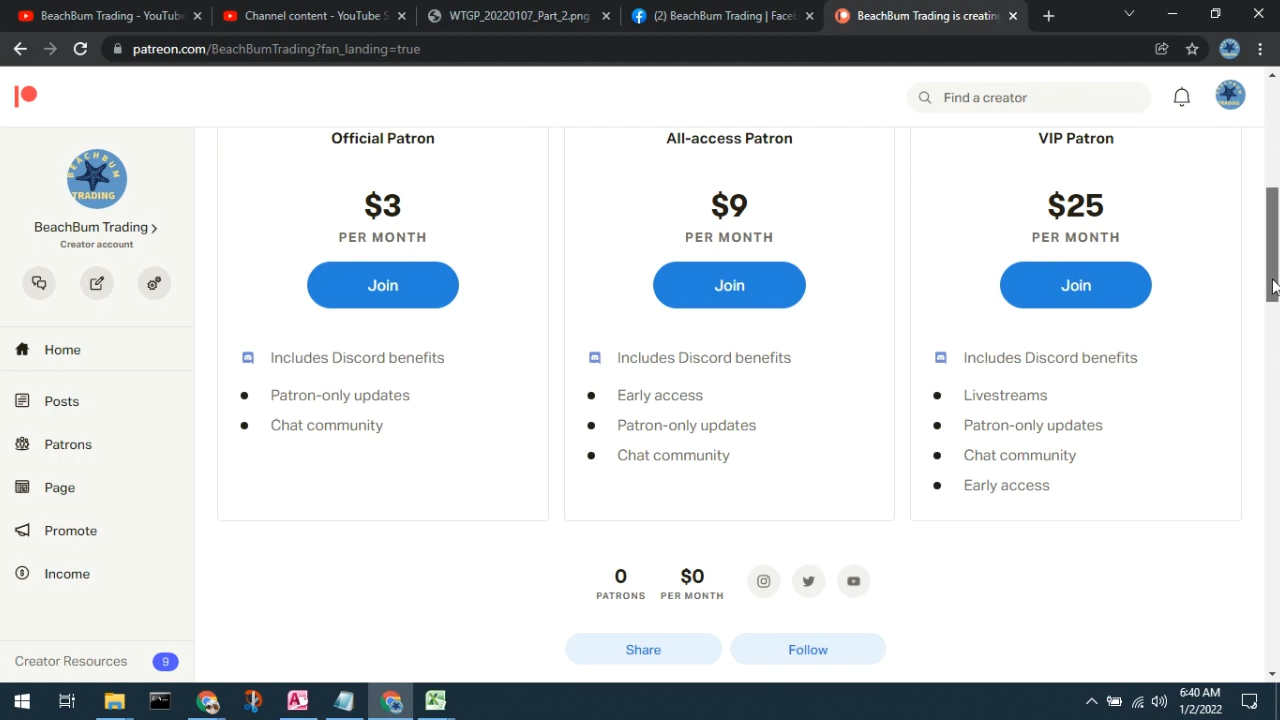 BeachBum Trading - YouTube
Channel content - YouTube S
WTGP_20220107_Part_2.png
(2) BeachBum Trading | Faceb
BeachBum Trading is creating
patreon.com/BeachBumTrading?fan_landing=true
Find a creator
BEACHBUM
TRADING
BeachBum Trading
Creator account
Home
Posts
Patrons
Page
Promote
Income
Creator Resources 9
Official Patron
$3
PER MONTH
Join
Includes Discord benefits
Patron-only updates
Chat community
All-access Patron
$9
PER MONTH
Join
Includes Discord benefits
Early access
Patron-only updates
Chat community
VIP Patron
$25
PER MONTH
Join
Includes Discord benefits
Livestreams
Patron-only updates
Chat community
Early access
0 $0
PATRONS PER MONTH
Share
Follow
6:40 AM
1/2/2022